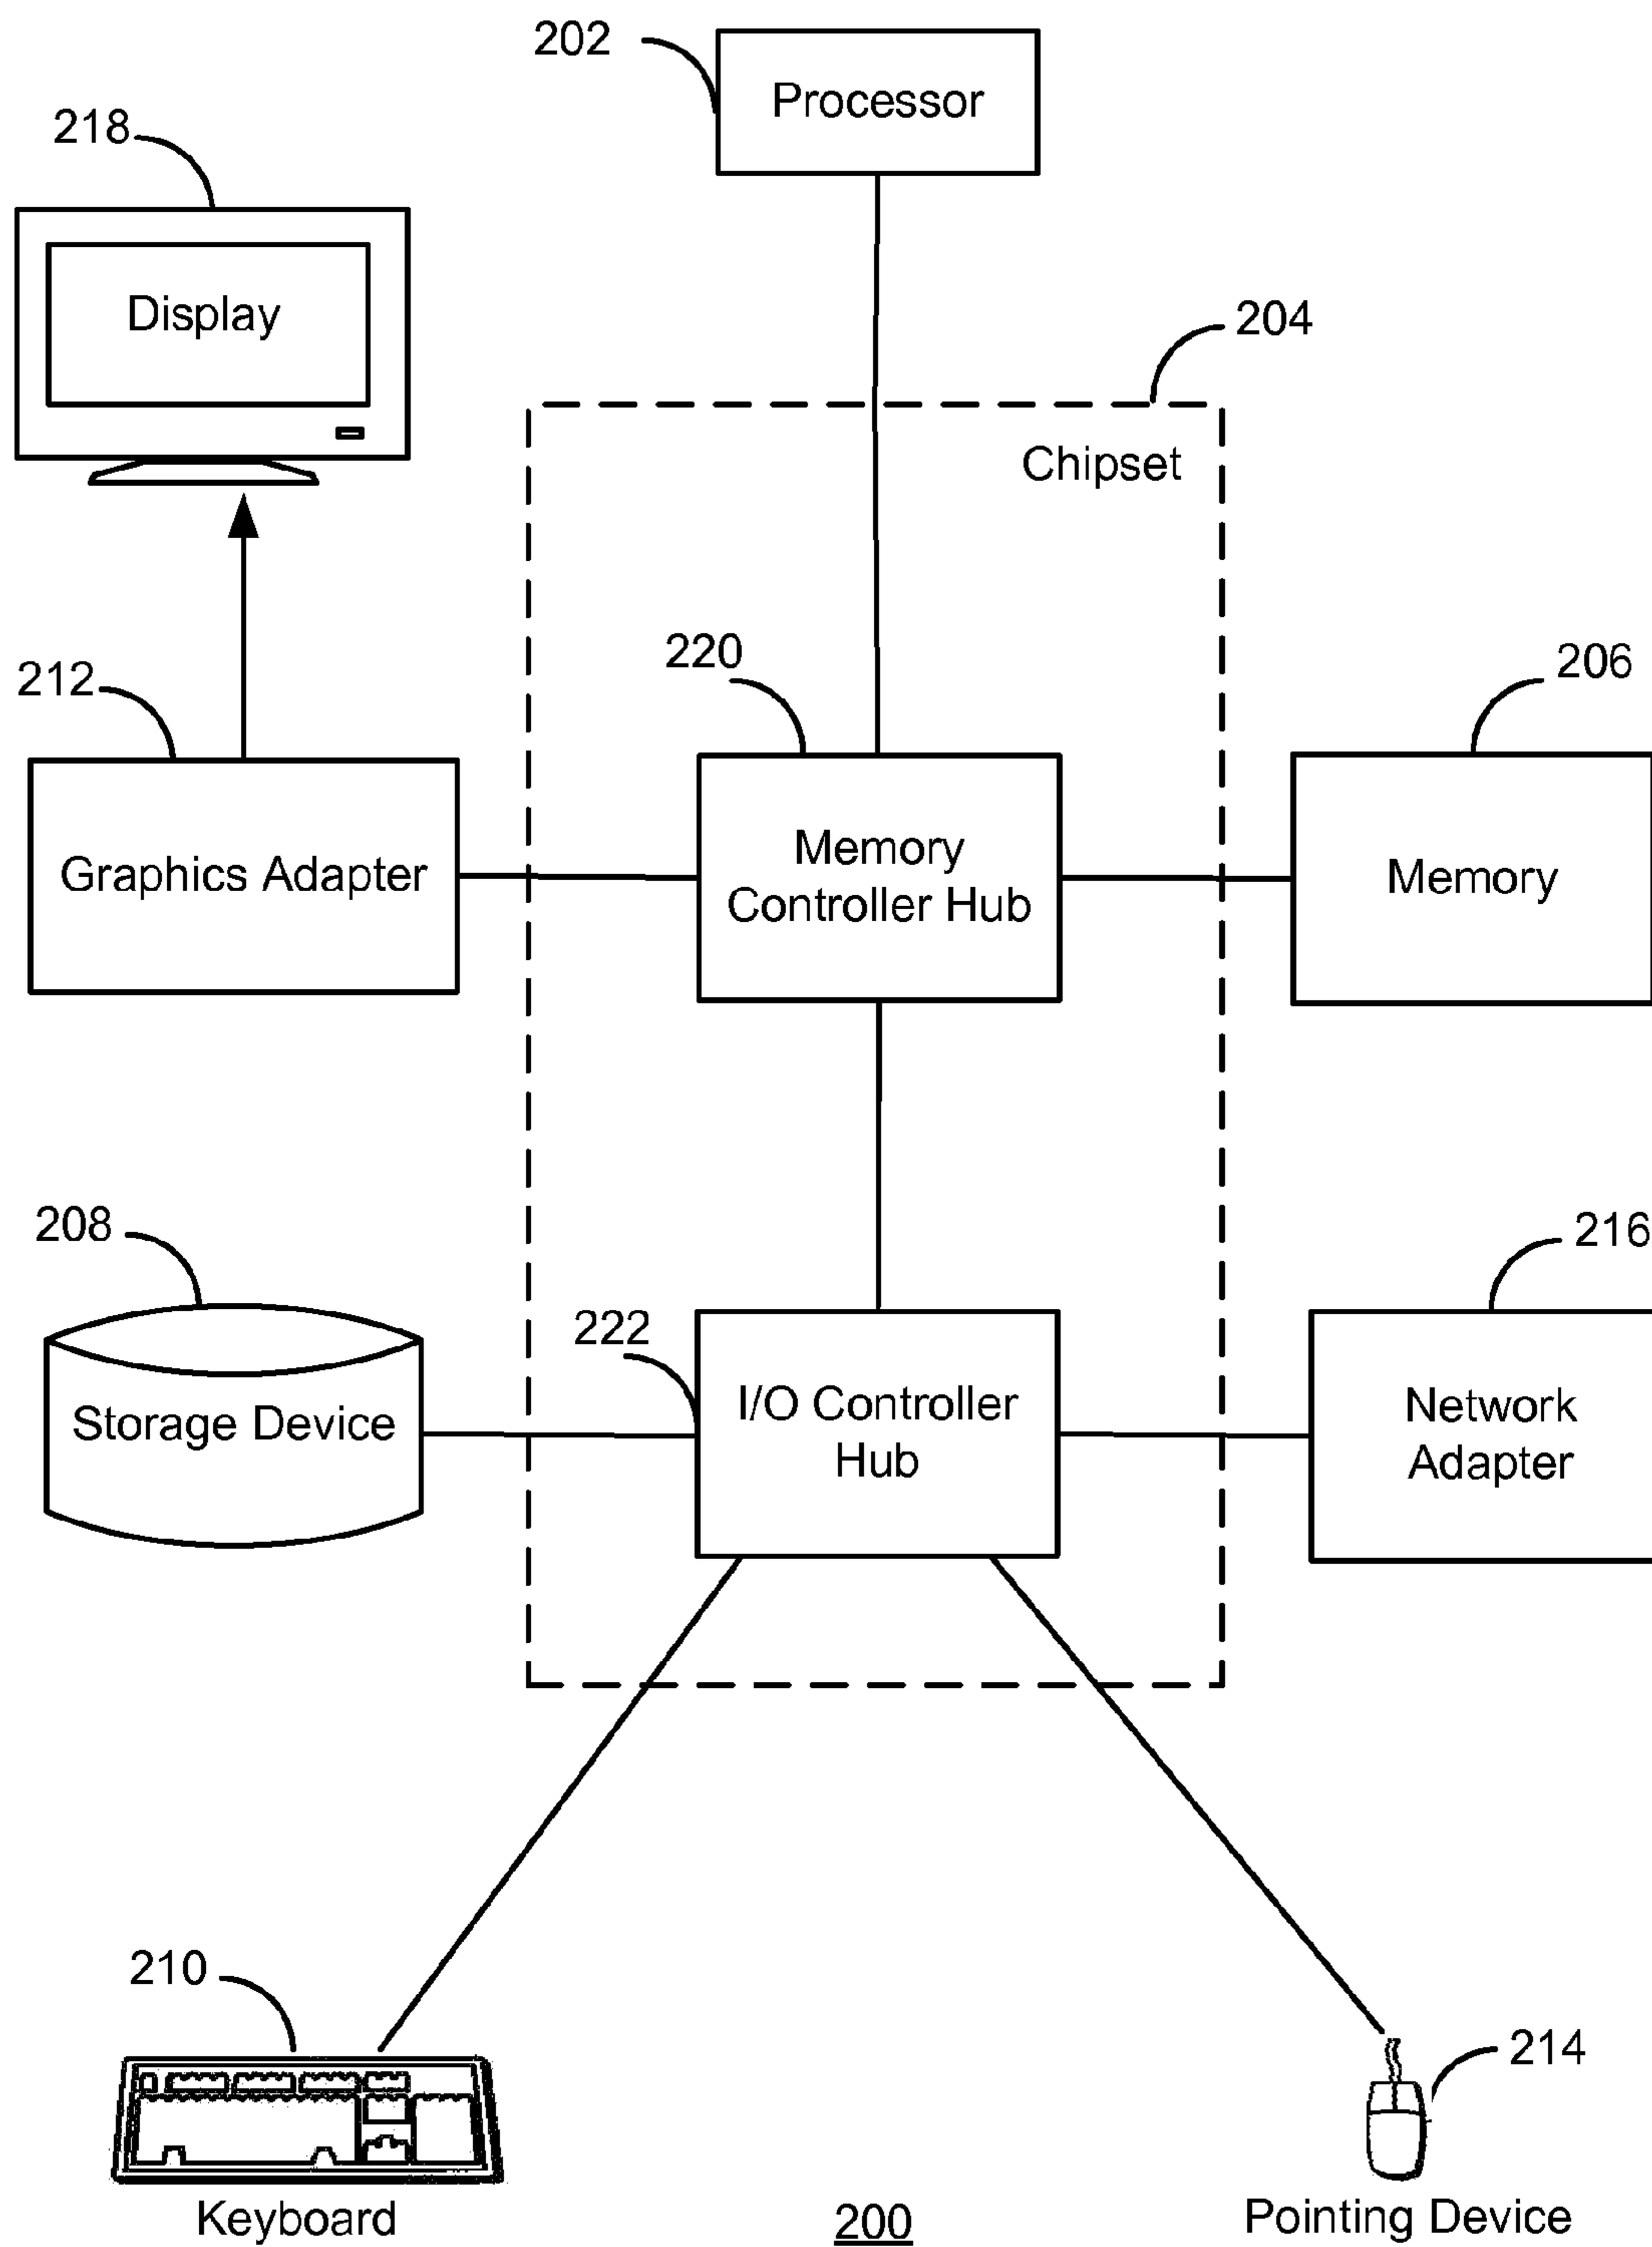 202
Processor
218
Display
204
Chipset
212
220
206
Graphics Adapter
Memory
Controller Hub
Memory
208
216
222
Storage Device
I/O Controller
Hub
Network
Adapter
210
214
Keyboard
200
Pointing Device